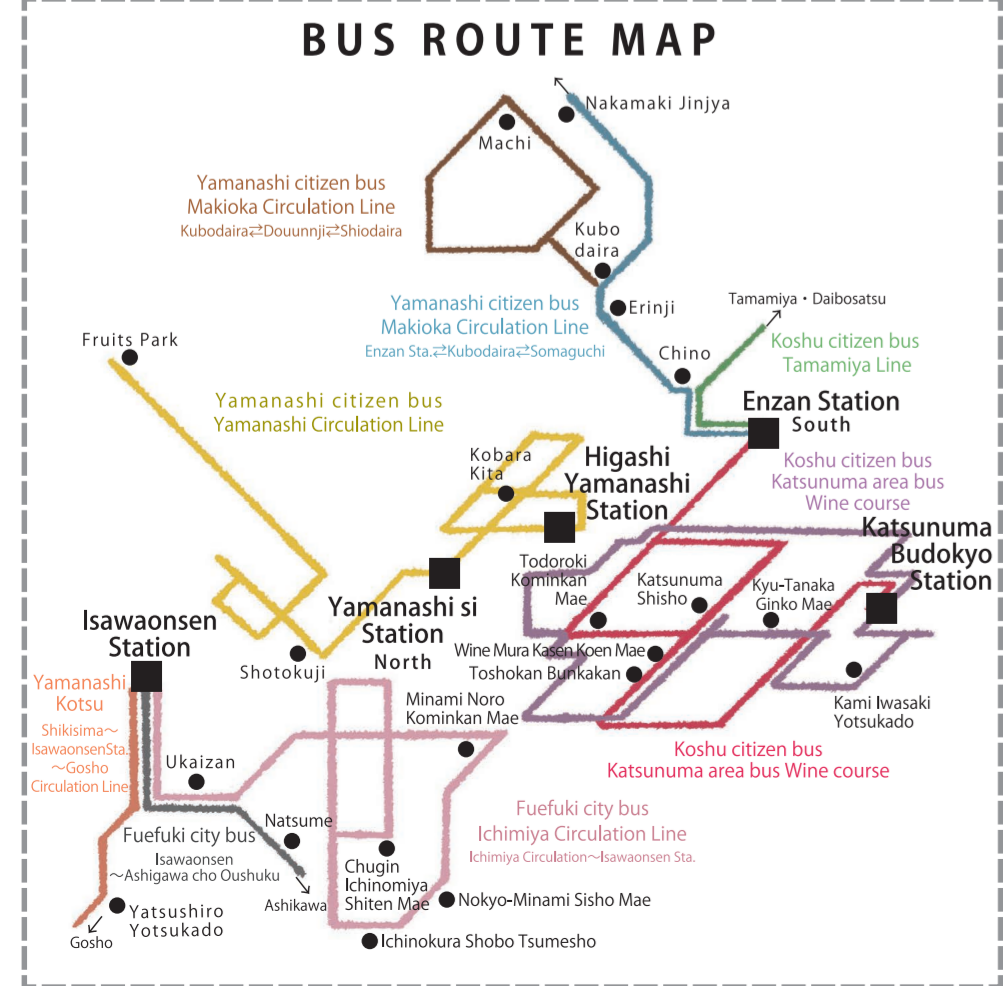 BUS ROUTE MAP
Nakamaki Jinjya
Machi
Yamanashi citizen bus
Makioka Circulation Line
Kubodaira⇄Douunnji⇄Shiodaira
Kubo
daira
Yamanashi citizen bus
Makioka Circulation Line
Enzan Sta.⇄Kubodaira⇄Somaguchi
Erinji
Tamamiya・Daibosatsu
Koshu citizen bus
Tamamiya Line
Chino
Fruits Park
Enzan Station
South
Yamanashi citizen bus
Yamanashi Circulation Line
Kobara
Kita
Higashi
Yamanashi
Station
Koshu citizen bus
Katsunuma area bus
Wine course
Katsunuma
Budokyo
Station
Todoroki
Kominkan
Mae
Katsunuma
Shisho
Kyu-Tanaka
Ginko Mae
Isawaonsen
Station
Yamanashi si
Station
North
Shotokuji
Wine Mura Kasen Koen Mae
Toshokan Bunkakan
Kami Iwasaki
Yotsukado
Yamanashi
Kotsu
Shikisima～
IsawaonsenSta.
～Gosho
Circulation Line
Minami Noro
Kominkan Mae
Ukaizan
Koshu citizen bus
Katsunuma area bus Wine course
Fuefuki city bus
Isawaonsen
～Ashigawa cho Oushuku
Natsume
Fuefuki city bus
Ichimiya Circulation Line
Ichimiya Circulation～Isawaonsen Sta.
Chugin
Ichinomiya
Shiten Mae
Ashikawa
Nokyo-Minami Sisho Mae
Yatsushiro
Yotsukado
Gosho
Ichinokura Shobo Tsumesho